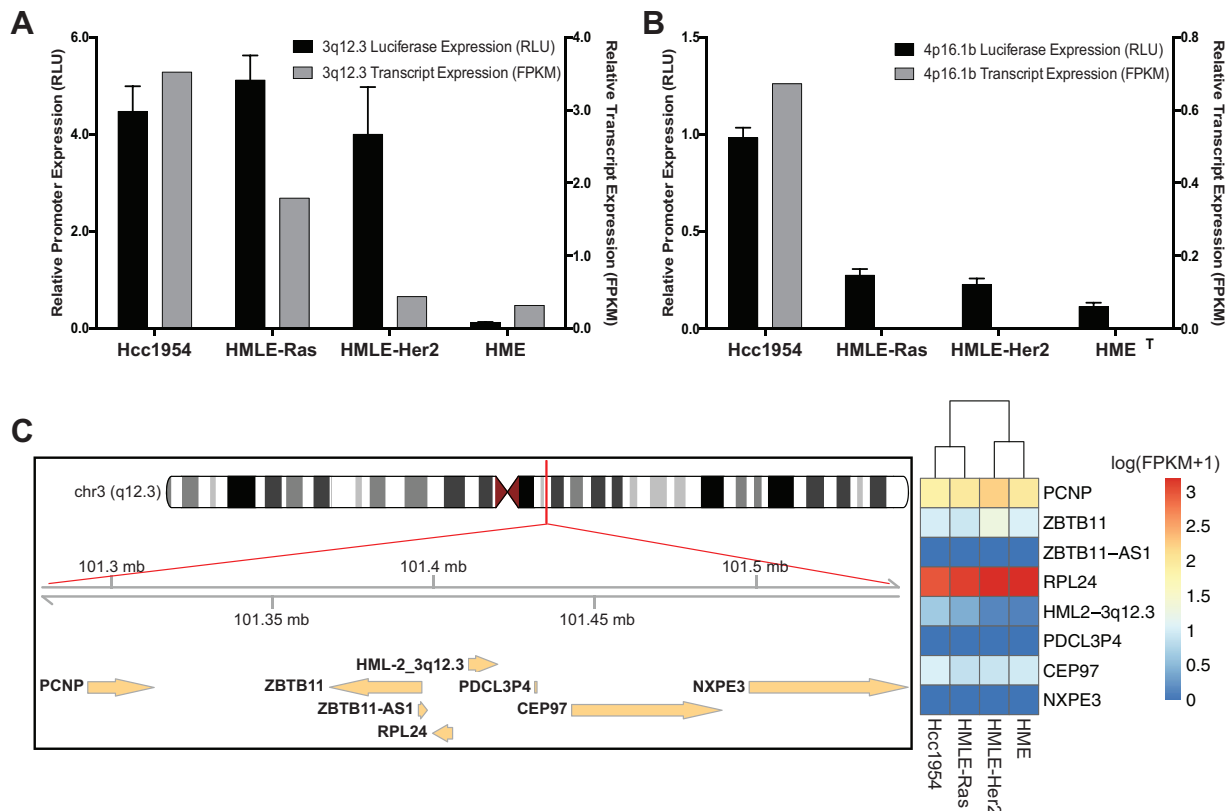 A
Relative Promoter Expression (RLU)
6.0
4.0
2.0
0.0
3q12.3 Luciferase Expression (RLU)
3q12.3 Transcript Expression (FPKM)
4.0
3.0
2.0
1.0
0.0
Relative Transcript Expression (FPKM)
Hcc1954 HMLE-Ras HMLE-Her2 HME
B
Relative Promoter Expression (RLU)
1.5
1.0
0.5
0.0
4p16.1b Luciferase Expression (RLU)
4p16.1b Transcript Expression (FPKM)
0.8
0.6
0.4
0.2
0.0
Relative Transcript Expression (FPKM)
Hcc1954 HMLE-Ras HMLE-Her2 HME T
C
chr3 (q12.3)
101.3 mb 101.4 mb 101.5 mb
101.35 mb 101.45 mb
HML-2_3q12.3
PCNP ZBTB11 PDCL3P4 NXPE3
ZBTB11-AS1 CEP97
RPL24
log(FPKM+1)
3
2.5
2
1.5
1
0.5
0
PCNP
ZBTB11
ZBTB11−AS1
RPL24
HML2−3q12.3
PDCL3P4
CEP97
NXPE3
Hcc1954
HMLE-Ras
HMLE-Her2
HME